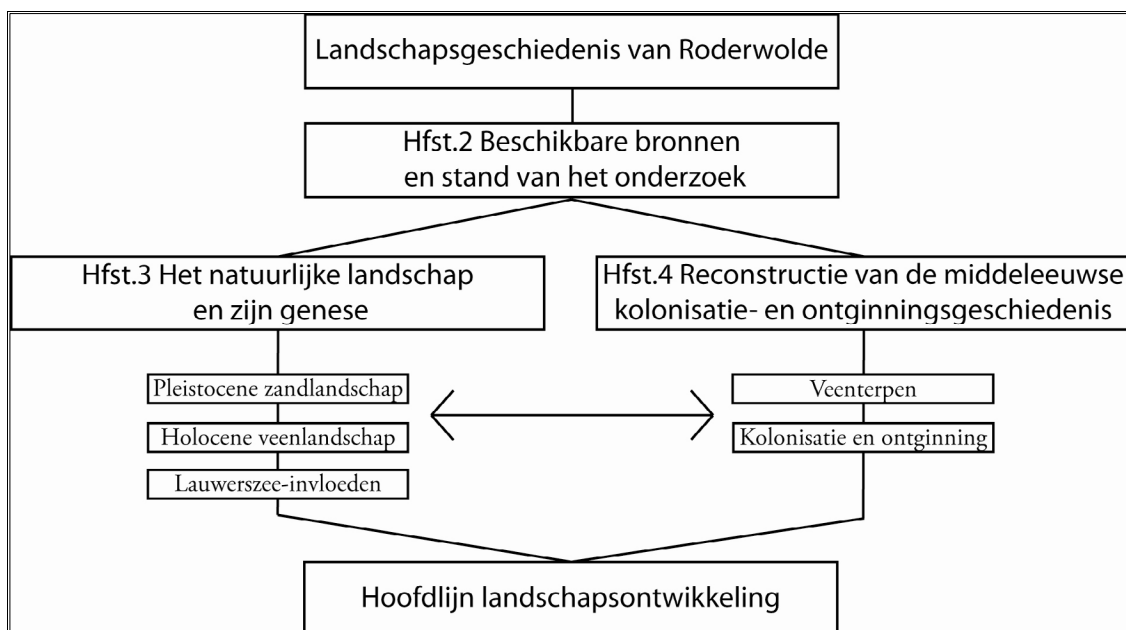 Landschapsgeschiedenis van Roderwolde
Hfst.2 Beschikbare bronnen
en stand van het onderzoek
Hfst.3 Het natuurlijke landschap
en zijn genese
Hfst.4 Reconstructie van de middeleeuwse
kolonisatie- en ontginningsgeschiedenis
Pleistocene zandlandschap
Holocene veenlandschap
Lauwerszee-invloeden
Veenterpen
Kolonisatie en ontginning
Hoofdlijn landschapsontwikkeling